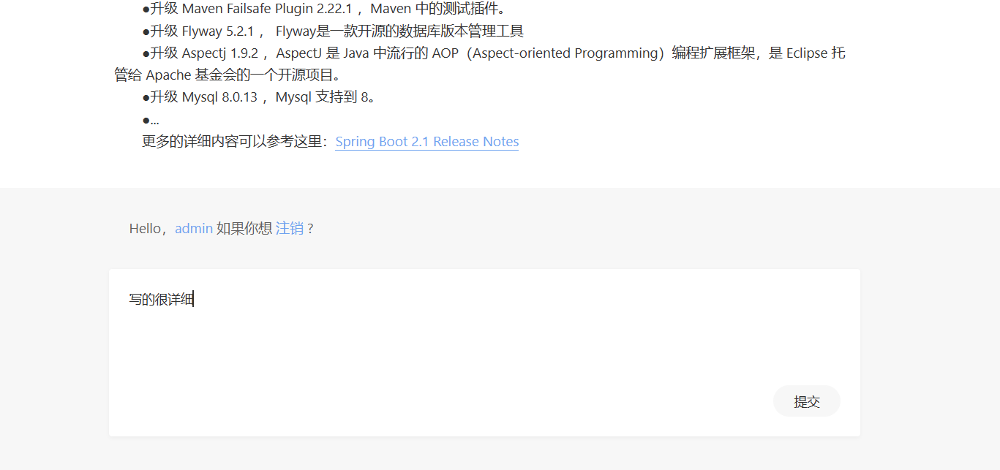 ●升级 Maven Failsafe Plugin 2.22.1 ，Maven 中的测试插件。
●升级 Flyway 5.2.1 ， Flyway是一款开源的数据库版本管理工具
●升级 Aspectj 1.9.2 ，AspectJ 是 Java 中流行的 AOP（Aspect-oriented Programming）编程扩展框架，是 Eclipse 托
管给 Apache 基金会的一个开源项目。
●升级 Mysql 8.0.13 ，Mysql 支持到 8。
●...
更多的详细内容可以参考这里：Spring Boot 2.1 Release Notes
Hello，admin 如果你想 注销 ?
写的很详细
提交